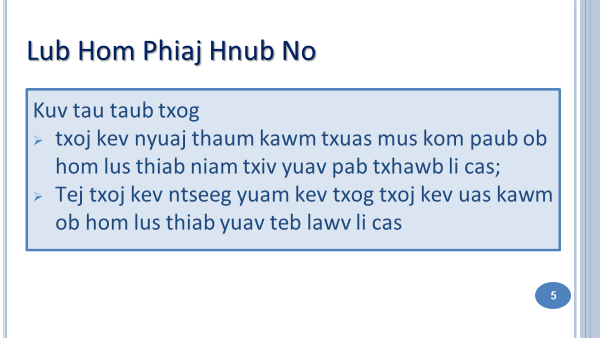 Lub Hom Phiaj Hnub No
Kuv tau taub txog
txoj kev nyuaj thaum kawm txuas mus kom paub ob
hom lus thiab niam txiv yuav pab txhawb li cas;
Tej txoj kev ntseeg yuam kev txog txoj kev uas kawm
ob hom lus thiab yuav teb lawv li cas
5